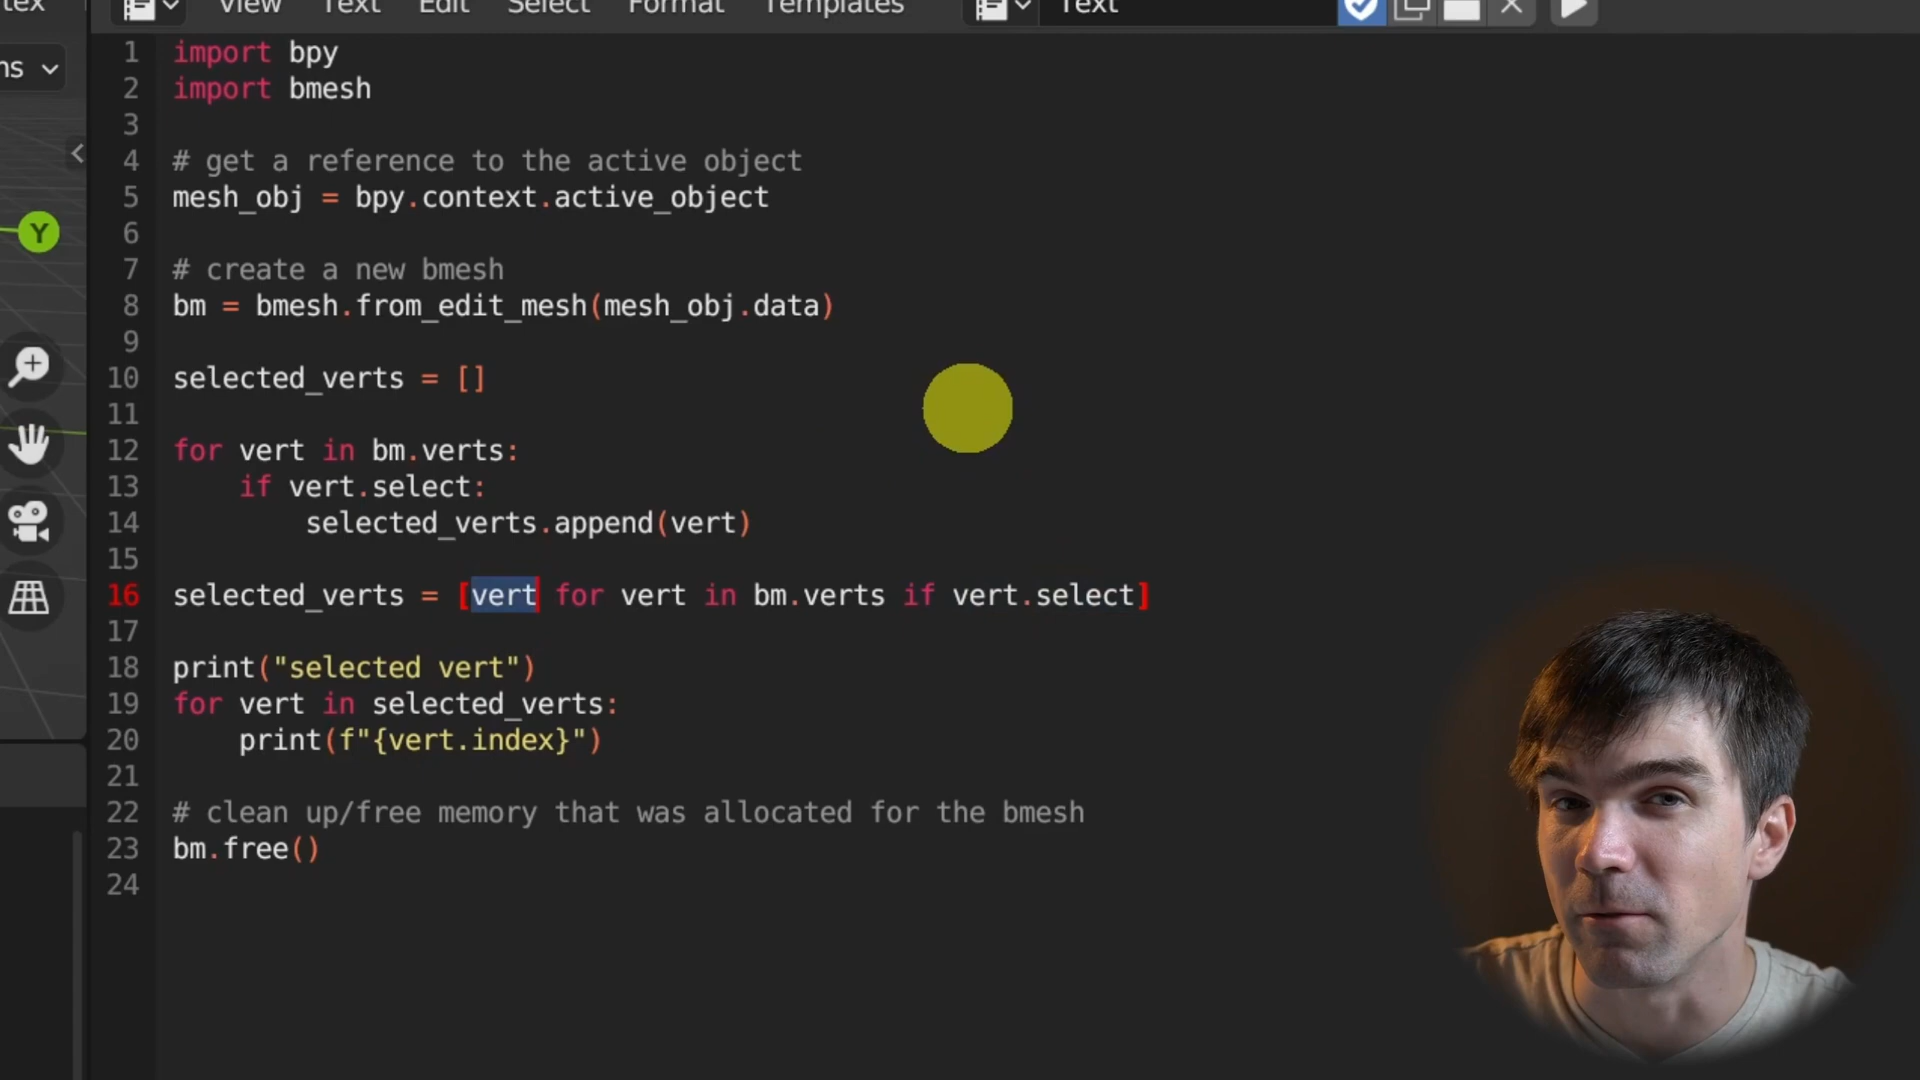 View Text Edit Select Format Templates Text
1 import bpy
2 import bmesh
3
4 # get a reference to the active object
5 mesh_obj = bpy.context.active_object
6
7 # create a new bmesh
8 bm = bmesh.from_edit_mesh(mesh_obj.data)
9
10 selected_verts = []
11
12 for vert in bm.verts:
13     if vert.select:
14         selected_verts.append(vert)
15
16 selected_verts = [vert for vert in bm.verts if vert.select]
17
18 print("selected vert")
19 for vert in selected_verts:
20     print(f"{vert.index}")
21
22 # clean up/free memory that was allocated for the bmesh
23 bm.free()
24
Y